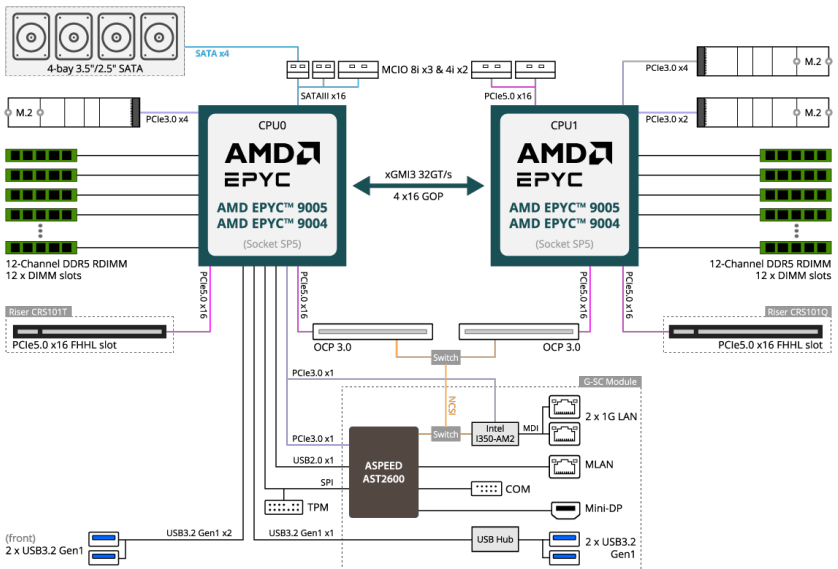 4-bay 3.5"/2.5" SATA
SATA x4
MCIO 8i x3 & 4i x2
SATAIII x16
PCIe5.0 x16
PCIe3.0 x4
M.2
M.2
PCIe3.0 x4
PCIe3.0 x2
M.2
CPU0
AMD
EPYC
AMD EPYC™ 9005
AMD EPYC™ 9004
(Socket SP5)
xGMI3 32GT/s
4 x16 GOP
CPU1
AMD
EPYC
AMD EPYC™ 9005
AMD EPYC™ 9004
(Socket SP5)
12-Channel DDR5 RDIMM
12 x DIMM slots
12-Channel DDR5 RDIMM
12 x DIMM slots
PCIe5.0 x16
PCIe5.0 x16
PCIe5.0 x16
PCIe5.0 x16
Riser CRS101T
PCIe5.0 x16 FHHL slot
Riser CRS101Q
PCIe5.0 x16 FHHL slot
OCP 3.0
OCP 3.0
Switch
PCIe3.0 x1
G-SC Module
NCSI
2 x 1G LAN
Switch
Intel
I350-AM2
MDI
PCIe3.0 x1
USB2.0 x1
ASPEED
AST2600
MLAN
SPI
COM
TPM
Mini-DP
(front)
2 x USB3.2 Gen1
USB3.2 Gen1 x2
USB3.2 Gen1 x1
USB Hub
2 x USB3.2
Gen1